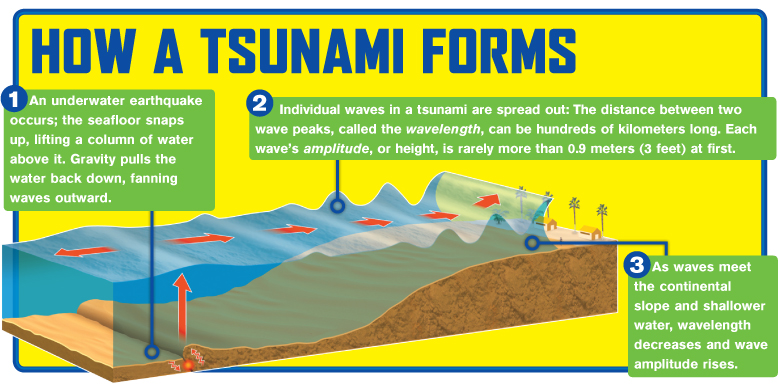 HOW A TSUNAMI FORMS
1 An underwater earthquake
occurs; the seafloor snaps
up, lifting a column of water
above it. Gravity pulls the
water back down, fanning
waves outward.
2 Individual waves in a tsunami are spread out: The distance between two
wave peaks, called the wavelength, can be hundreds of kilometers long. Each
wave's amplitude, or height, is rarely more than 0.9 meters (3 feet) at first.
3 As waves meet
the continental
slope and shallower
water, wavelength
decreases and wave
amplitude rises.